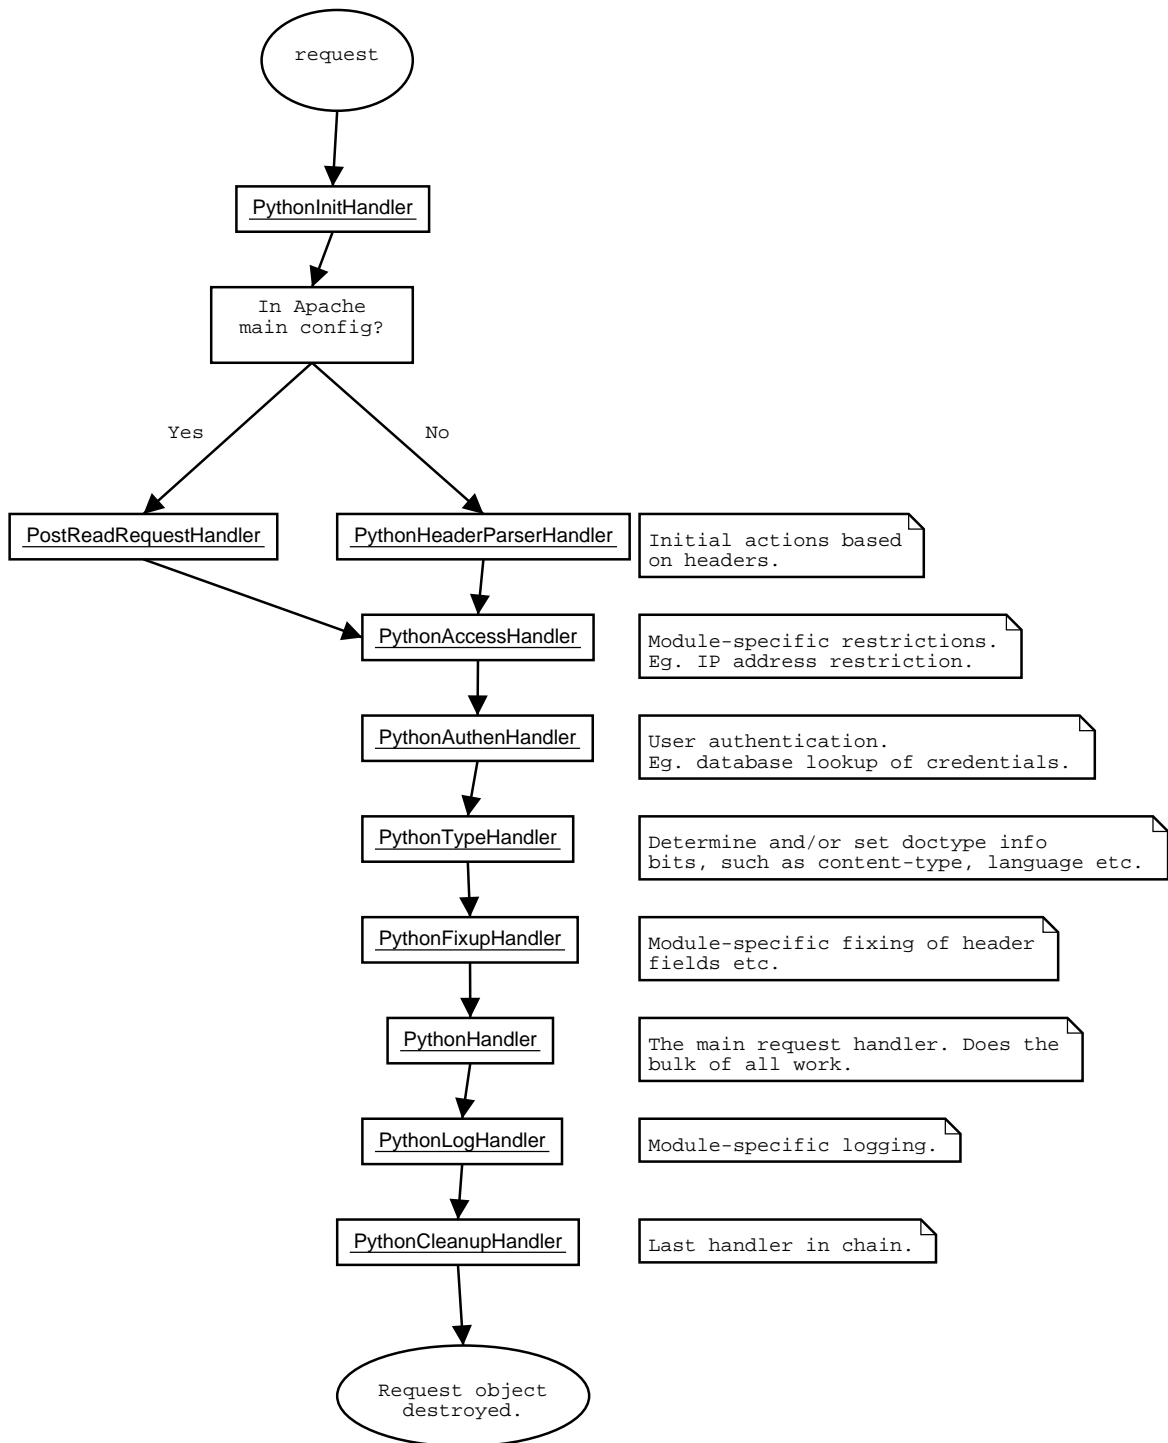 request
PythonInitHandler
In Apache
main config?
Yes
No
PostReadRequestHandler
PythonHeaderParserHandler
Initial actions based
on headers.
PythonAccessHandler
Module-specific restrictions.
Eg. IP address restriction.
PythonAuthenHandler
User authentication.
Eg. database lookup of credentials.
PythonTypeHandler
Determine and/or set doctype info
bits, such as content-type, language etc.
PythonFixupHandler
Module-specific fixing of header
fields etc.
PythonHandler
The main request handler. Does the
bulk of all work.
PythonLogHandler
Module-specific logging.
PythonCleanupHandler
Last handler in chain.
Request object
destroyed.